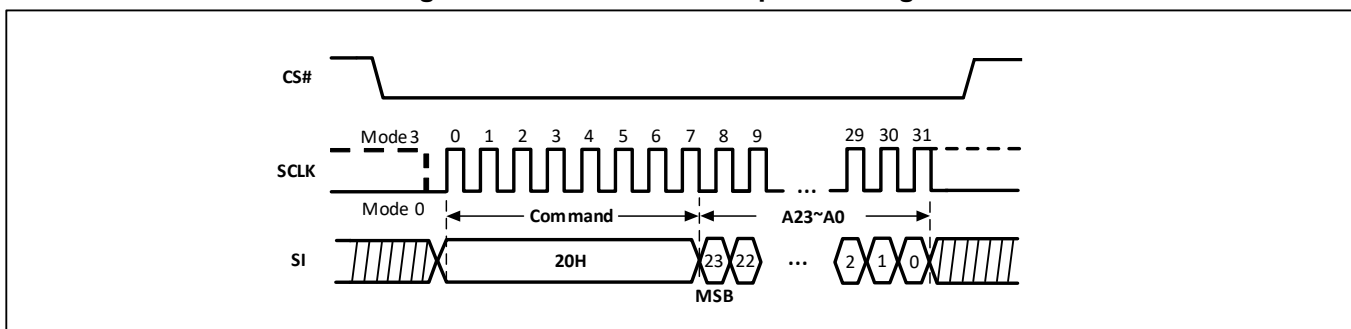 CS#
Mode 3 0 1 2 3 4 5 6 7 8 9 29 30 31
SCLK
...
Mode 0 Command A23~A0
SI 20H 23 22 ... 2 1 0
MSB